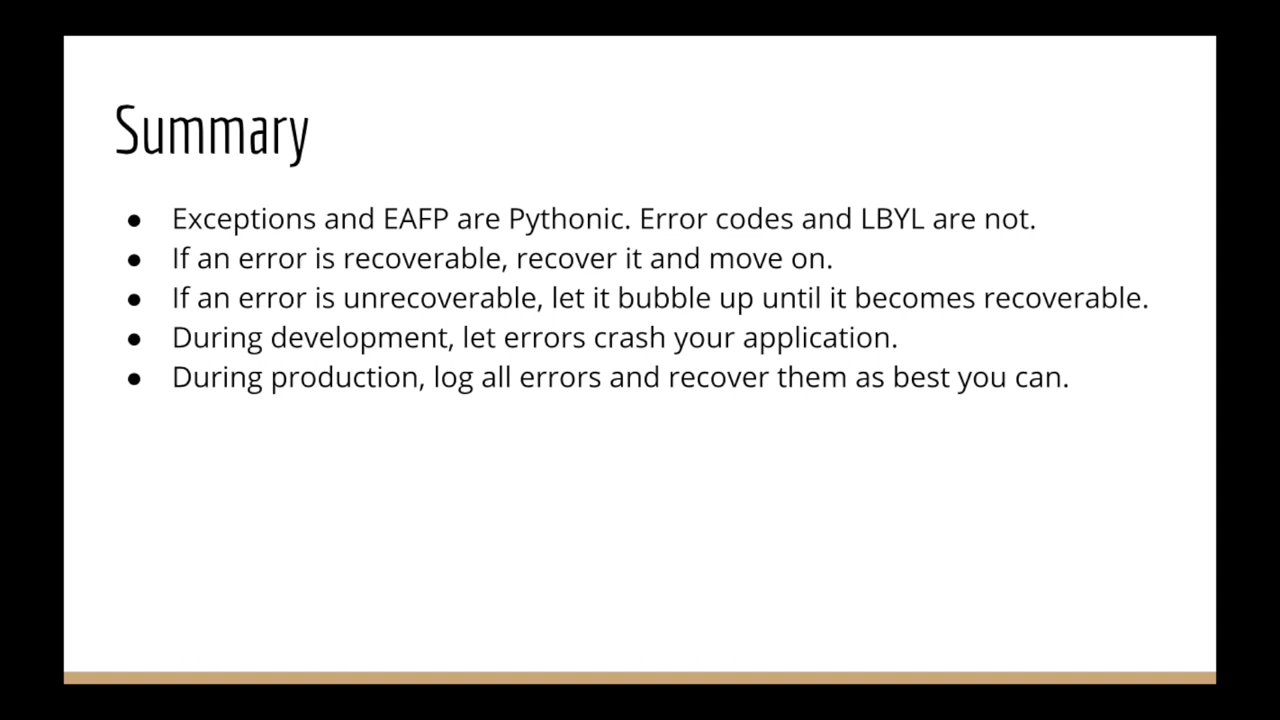 Summary
● Exceptions and EAFP are Pythonic. Error codes and LBYL are not.
● If an error is recoverable, recover it and move on.
● If an error is unrecoverable, let it bubble up until it becomes recoverable.
● During development, let errors crash your application.
● During production, log all errors and recover them as best you can.